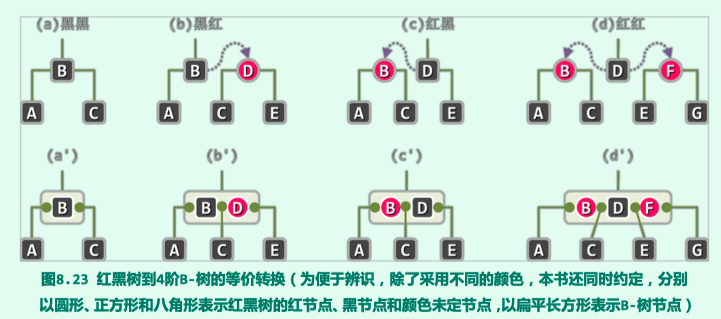 (a)黑黑 (b)黑红 (c)红黑 (d)红红
B B D B D B D F
A C A C E A C E A C E G
(a') (b') (c') (d')
B B D B D B D F
A C A C E A C E A C E G
图8.23 红黑树到4阶B-树的等价转换(为便于辨识,除了采用不同的颜色,本书还同时约定,分别
以圆形、正方形和八角形表示红黑树的红节点、黑节点和颜色未定节点,以扁平长方形表示B-树节点)